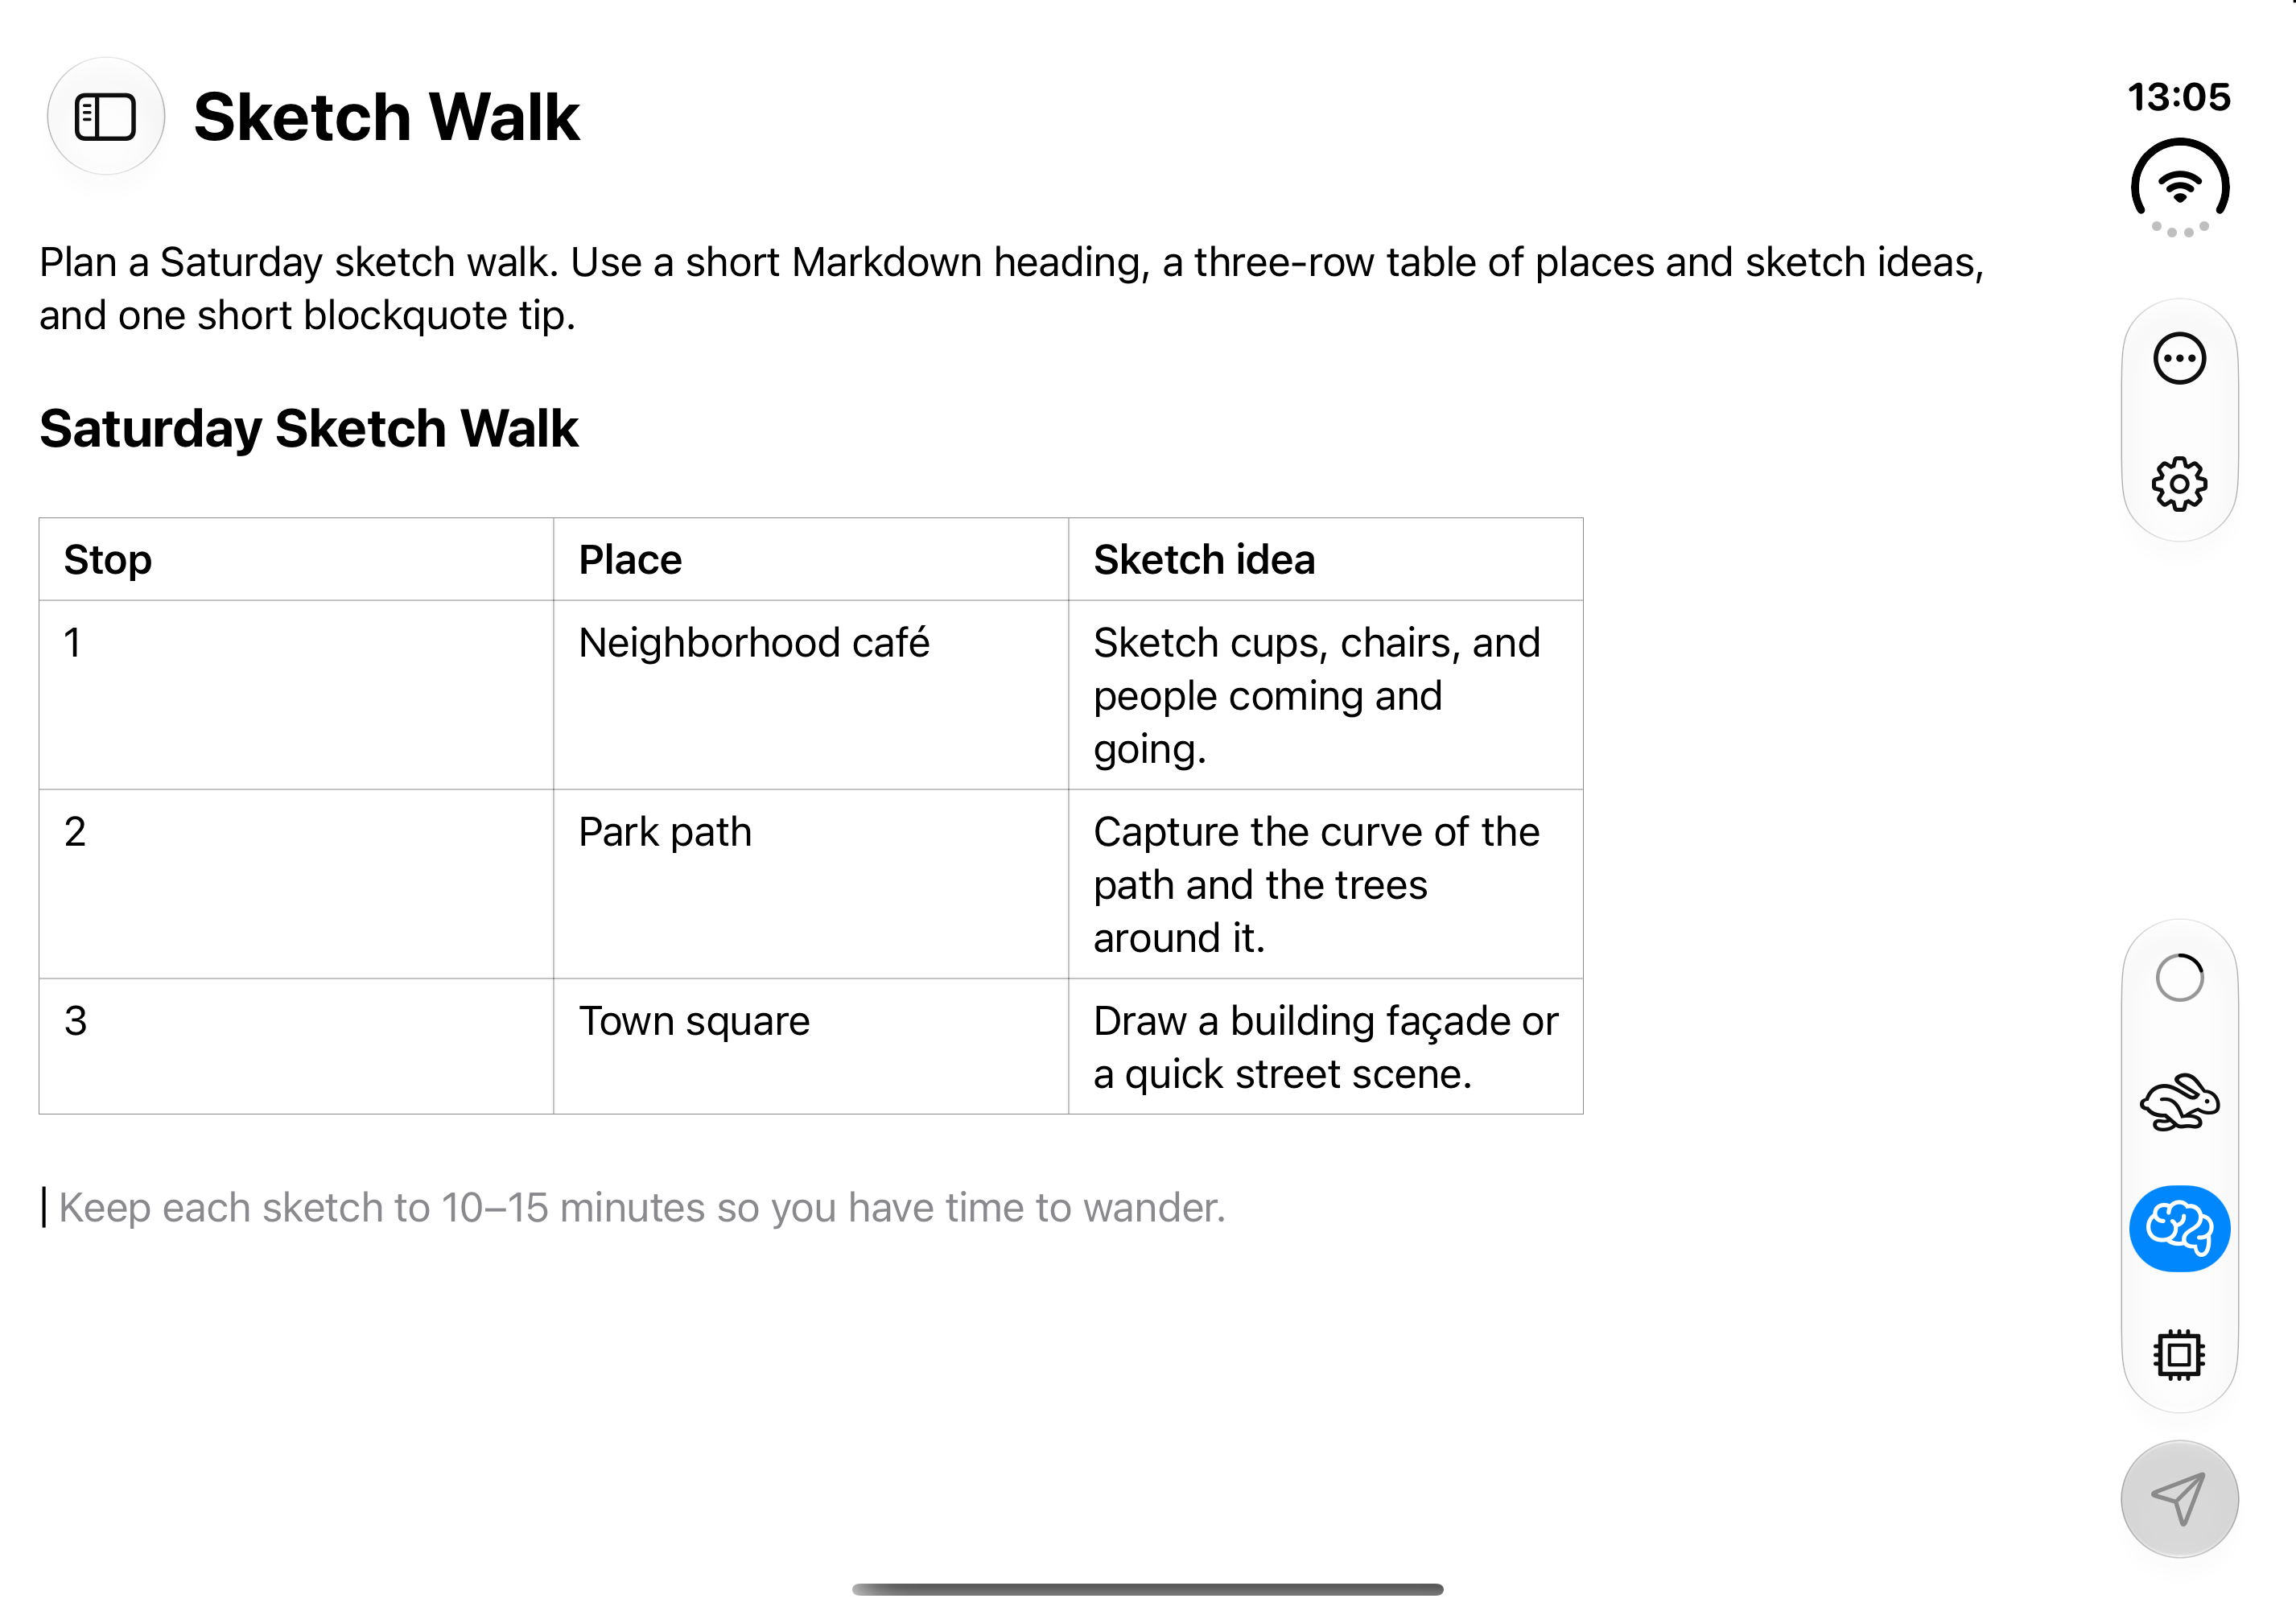 Sketch Walk
13:05
Plan a Saturday sketch walk. Use a short Markdown heading, a three-row table of places and sketch ideas,
and one short blockquote tip.
Saturday Sketch Walk
Stop Place Sketch idea
1 Neighborhood café Sketch cups, chairs, and
people coming and
going.
2 Park path Capture the curve of the
path and the trees
around it.
3 Town square Draw a building façade or
a quick street scene.
Keep each sketch to 10–15 minutes so you have time to wander.